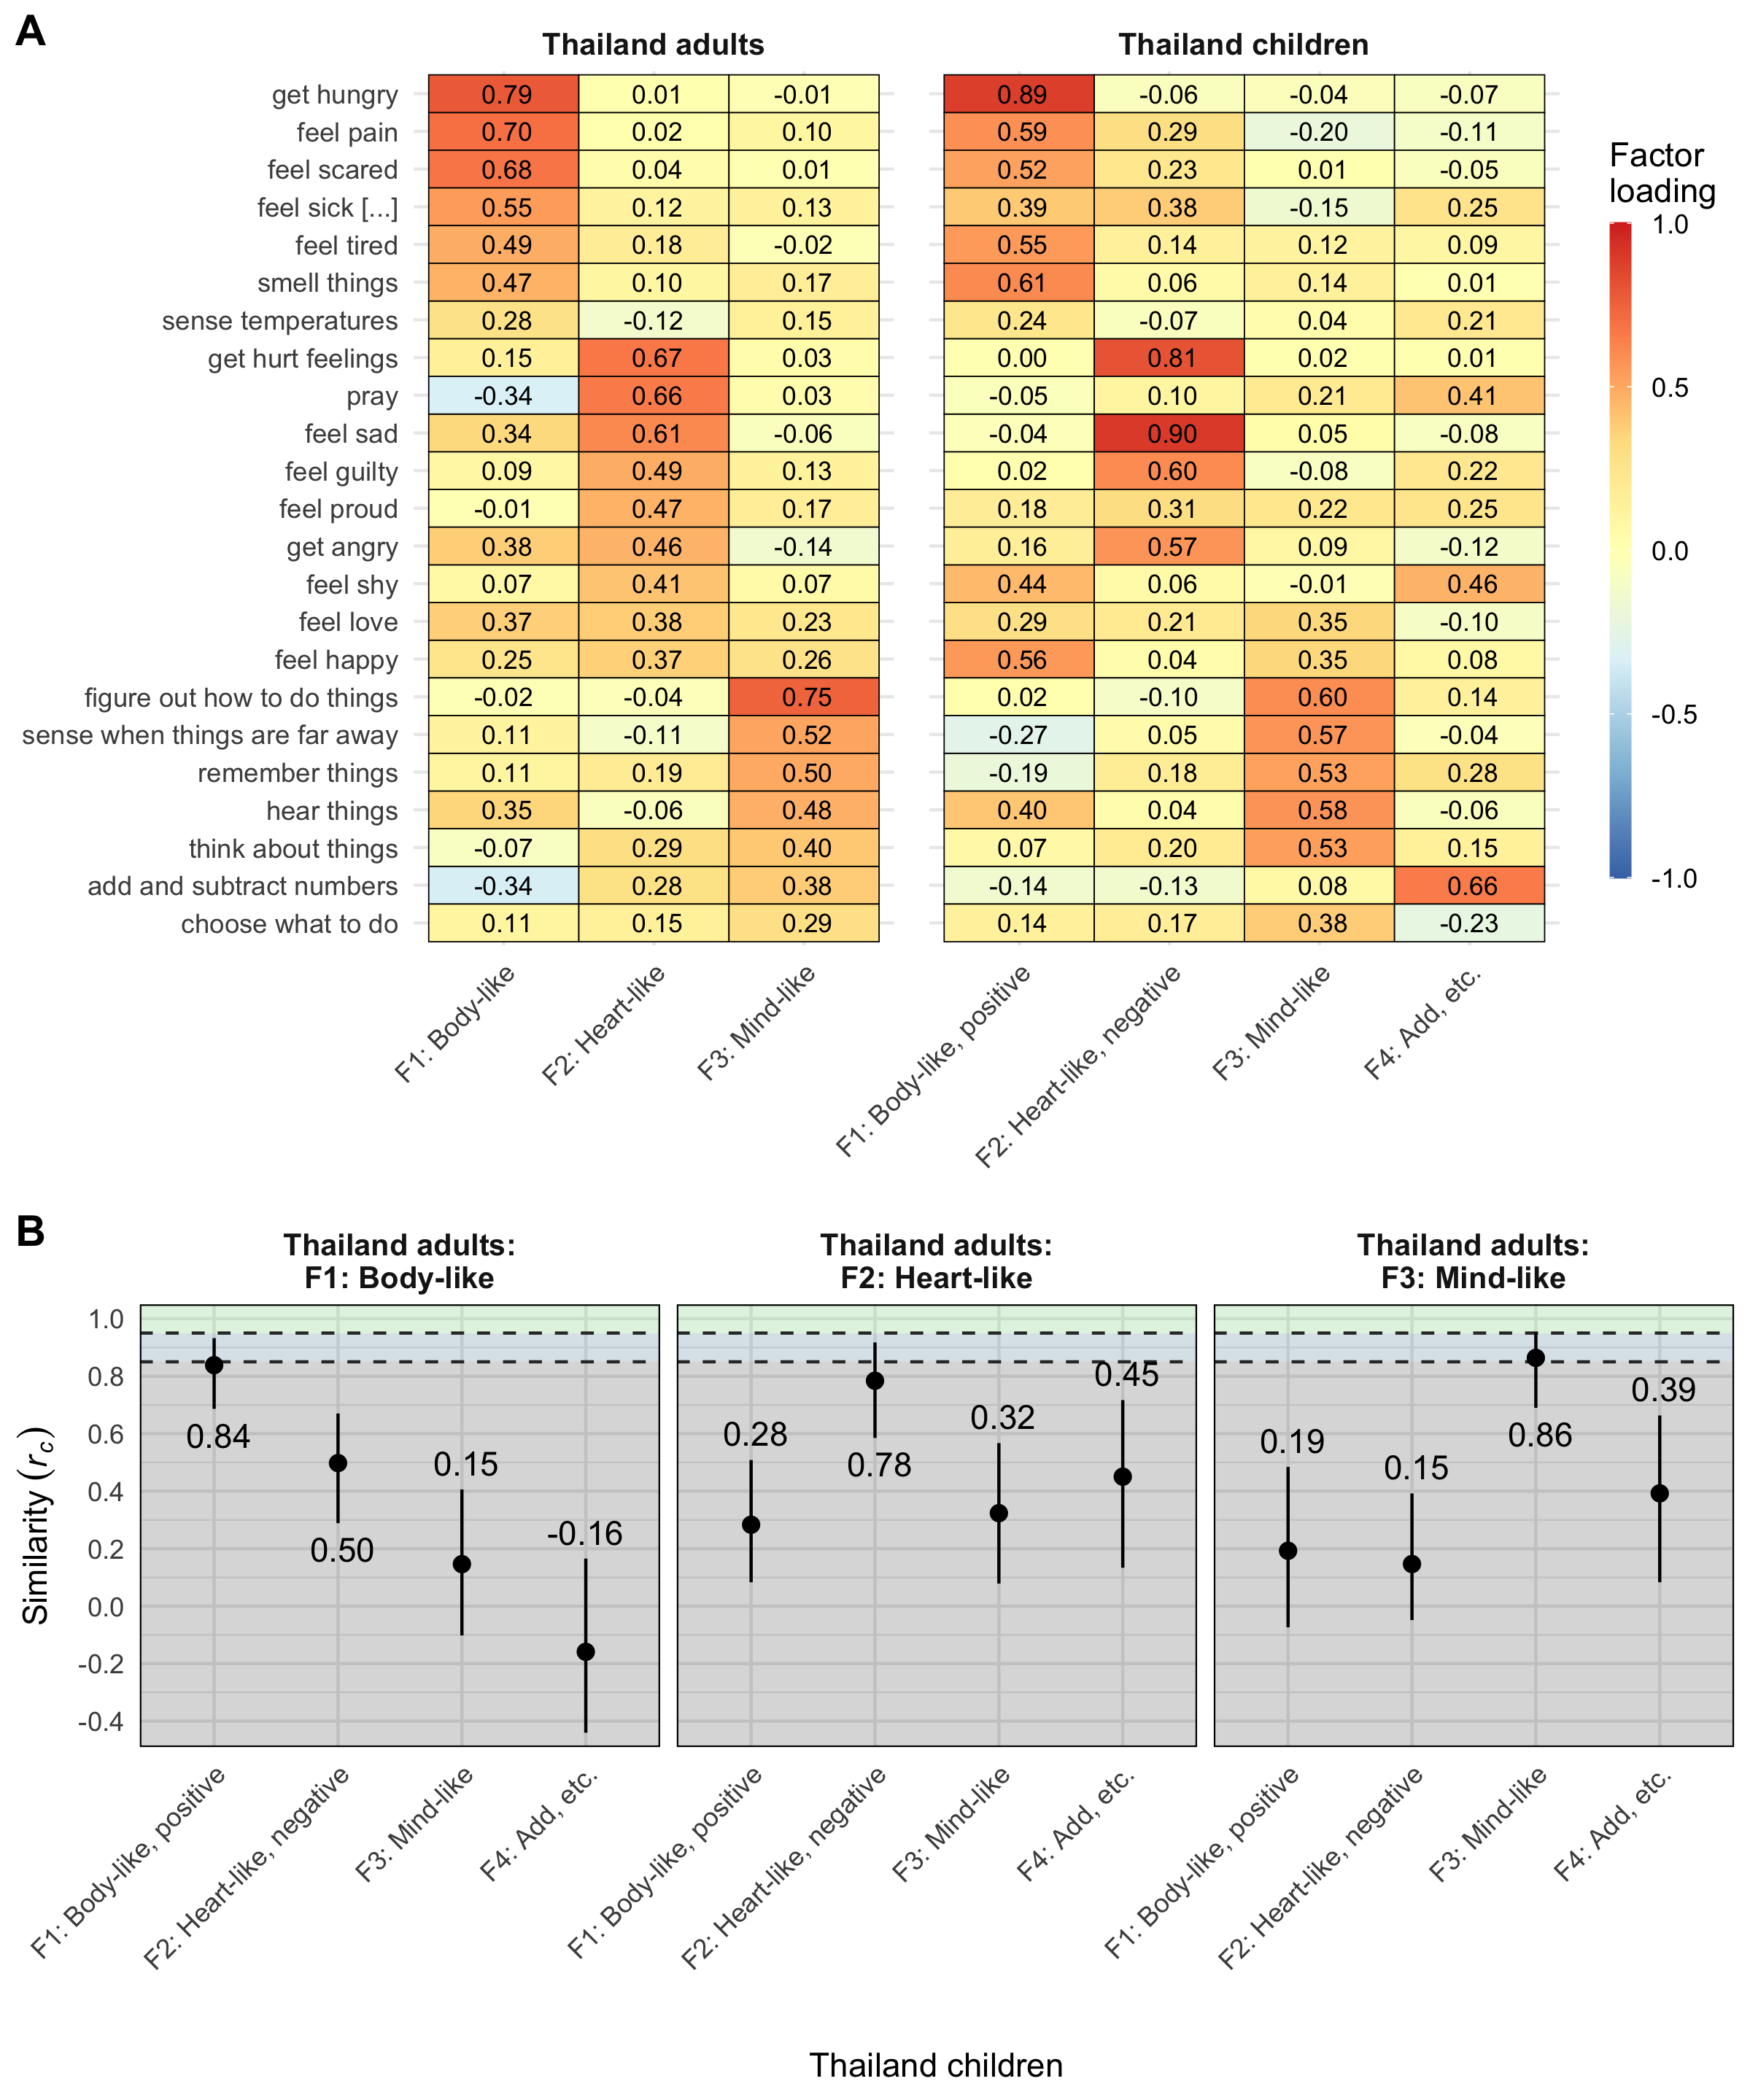 A
Thailand adults
Thailand children
get hungry 0.79 0.01 -0.01 0.89 -0.06 -0.04 -0.07
feel pain 0.70 0.02 0.10 0.59 0.29 -0.20 -0.11
feel scared 0.68 0.04 0.01 0.52 0.23 0.01 -0.05
feel sick [...] 0.55 0.12 0.13 0.39 0.38 -0.15 0.25
feel tired 0.49 0.18 -0.02 0.55 0.14 0.12 0.09
smell things 0.47 0.10 0.17 0.61 0.06 0.14 0.01
sense temperatures 0.28 -0.12 0.15 0.24 -0.07 0.04 0.21
get hurt feelings 0.15 0.67 0.03 0.00 0.81 0.02 0.01
pray -0.34 0.66 0.03 -0.05 0.10 0.21 0.41
feel sad 0.34 0.61 -0.06 -0.04 0.90 0.05 -0.08
feel guilty 0.09 0.49 0.13 0.02 0.60 -0.08 0.22
feel proud -0.01 0.47 0.17 0.18 0.31 0.22 0.25
get angry 0.38 0.46 -0.14 0.16 0.57 0.09 -0.12
feel shy 0.07 0.41 0.07 0.44 0.06 -0.01 0.46
feel love 0.37 0.38 0.23 0.29 0.21 0.35 -0.10
feel happy 0.25 0.37 0.26 0.56 0.04 0.35 0.08
figure out how to do things -0.02 -0.04 0.75 0.02 -0.10 0.60 0.14
sense when things are far away 0.11 -0.11 0.52 -0.27 0.05 0.57 -0.04
remember things 0.11 0.19 0.50 -0.19 0.18 0.53 0.28
hear things 0.35 -0.06 0.48 0.40 0.04 0.58 -0.06
think about things -0.07 0.29 0.40 0.07 0.20 0.53 0.15
add and subtract numbers -0.34 0.28 0.38 -0.14 -0.13 0.08 0.66
choose what to do 0.11 0.15 0.29 0.14 0.17 0.38 -0.23
F1: Body-like
F2: Heart-like
F3: Mind-like
F1: Body-like, positive
F2: Heart-like, negative
F3: Mind-like
F4: Add, etc.
Factor
loading
1.0
0.5
0.0
-0.5
-1.0
B
Similarity (rc)
1.0
0.8
0.6
0.4
0.2
0.0
-0.2
-0.4
Thailand adults:
F1: Body-like
0.84
0.50
0.15
-0.16
F1: Body-like, positive
F2: Heart-like, negative
F3: Mind-like
F4: Add, etc.
Thailand adults:
F2: Heart-like
0.28
0.78
0.32
0.45
F1: Body-like, positive
F2: Heart-like, negative
F3: Mind-like
F4: Add, etc.
Thailand adults:
F3: Mind-like
0.19
0.15
0.86
0.39
F1: Body-like, positive
F2: Heart-like, negative
F3: Mind-like
F4: Add, etc.
Thailand children